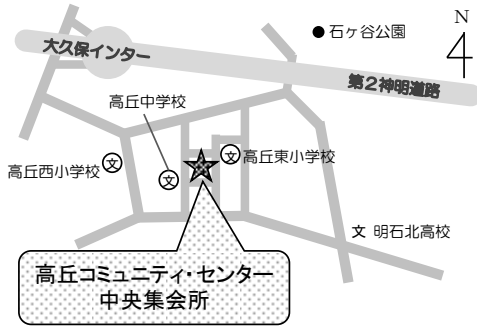 N
● 石ヶ谷公園
大久保インター
第2神明道路
高丘中学校
高丘西小学校 文
文
文 高丘東小学校
文 明石北高校
高丘コミュニティ・センター
中央集会所